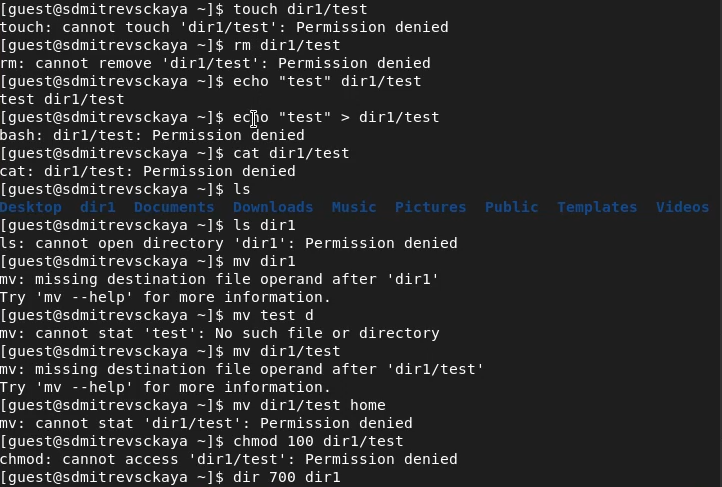 [guest@sdmitrevsckaya ~]$ touch dir1/test
touch: cannot touch 'dir1/test': Permission denied
[guest@sdmitrevsckaya ~]$ rm dir1/test
rm: cannot remove 'dir1/test': Permission denied
[guest@sdmitrevsckaya ~]$ echo "test" dir1/test
test dir1/test
[guest@sdmitrevsckaya ~]$ echo "test" > dir1/test
bash: dir1/test: Permission denied
[guest@sdmitrevsckaya ~]$ cat dir1/test
cat: dir1/test: Permission denied
[guest@sdmitrevsckaya ~]$ ls
Desktop  dir1  Documents  Downloads  Music  Pictures  Public  Templates  Videos
[guest@sdmitrevsckaya ~]$ ls dir1
ls: cannot open directory 'dir1': Permission denied
[guest@sdmitrevsckaya ~]$ mv dir1
mv: missing destination file operand after 'dir1'
Try 'mv --help' for more information.
[guest@sdmitrevsckaya ~]$ mv test d
mv: cannot stat 'test': No such file or directory
[guest@sdmitrevsckaya ~]$ mv dir1/test
mv: missing destination file operand after 'dir1/test'
Try 'mv --help' for more information.
[guest@sdmitrevsckaya ~]$ mv dir1/test home
mv: cannot stat 'dir1/test': Permission denied
[guest@sdmitrevsckaya ~]$ chmod 100 dir1/test
chmod: cannot access 'dir1/test': Permission denied
[guest@sdmitrevsckaya ~]$ dir 700 dir1